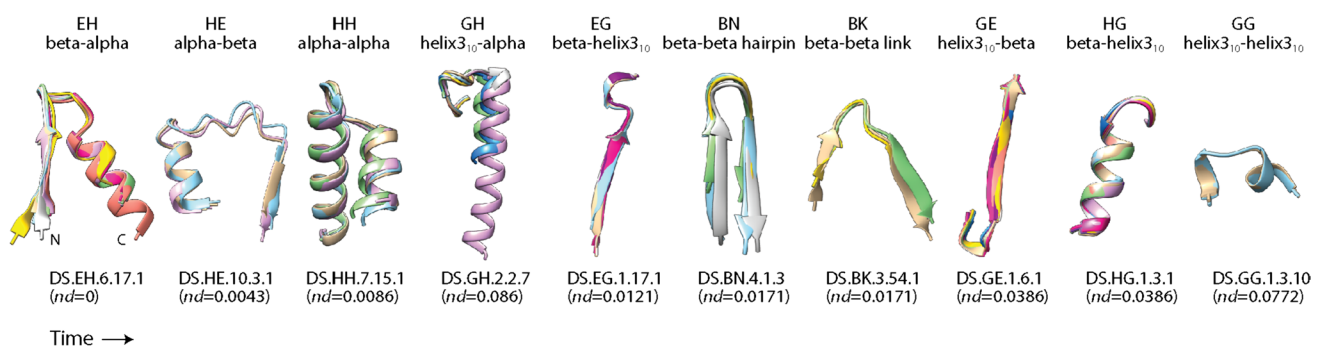 EH HE HH GH EG BN BK GE HG GG
beta-alpha alpha-beta alpha-alpha helix3₁₀-alpha beta-helix3₁₀ beta-beta hairpin beta-beta link helix3₁₀-beta beta-helix3₁₀ helix3₁₀-helix3₁₀
N C
DS.EH.6.17.1 DS.HE.10.3.1 DS.HH.7.15.1 DS.GH.2.2.7 DS.EG.1.17.1 DS.BN.4.1.3 DS.BK.3.54.1 DS.GE.1.6.1 DS.HG.1.3.1 DS.GG.1.3.10
(nd=0) (nd=0.0043) (nd=0.0086) (nd=0.086) (nd=0.0121) (nd=0.0171) (nd=0.0171) (nd=0.0386) (nd=0.0386) (nd=0.0772)
Time →